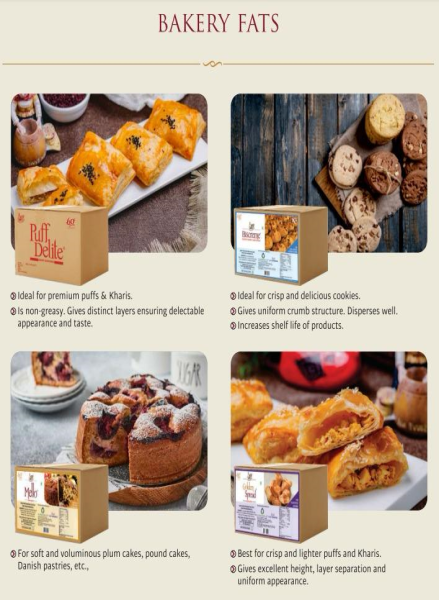 BAKERY FATS
Puff
Delite
Ideal for premium puffs & Kharis.
Is non-greasy. Gives distinct layers ensuring delectable
appearance and taste.
Ideal for crisp and delicious cookies.
Gives uniform crumb structure. Disperses well.
Increases shelf life of products.
Mello
For soft and voluminous plum cakes, pound cakes,
Danish pastries, etc.,
Spread
Best for crisp and lighter puffs and Kharis.
Gives excellent height, layer separation and
uniform appearance.